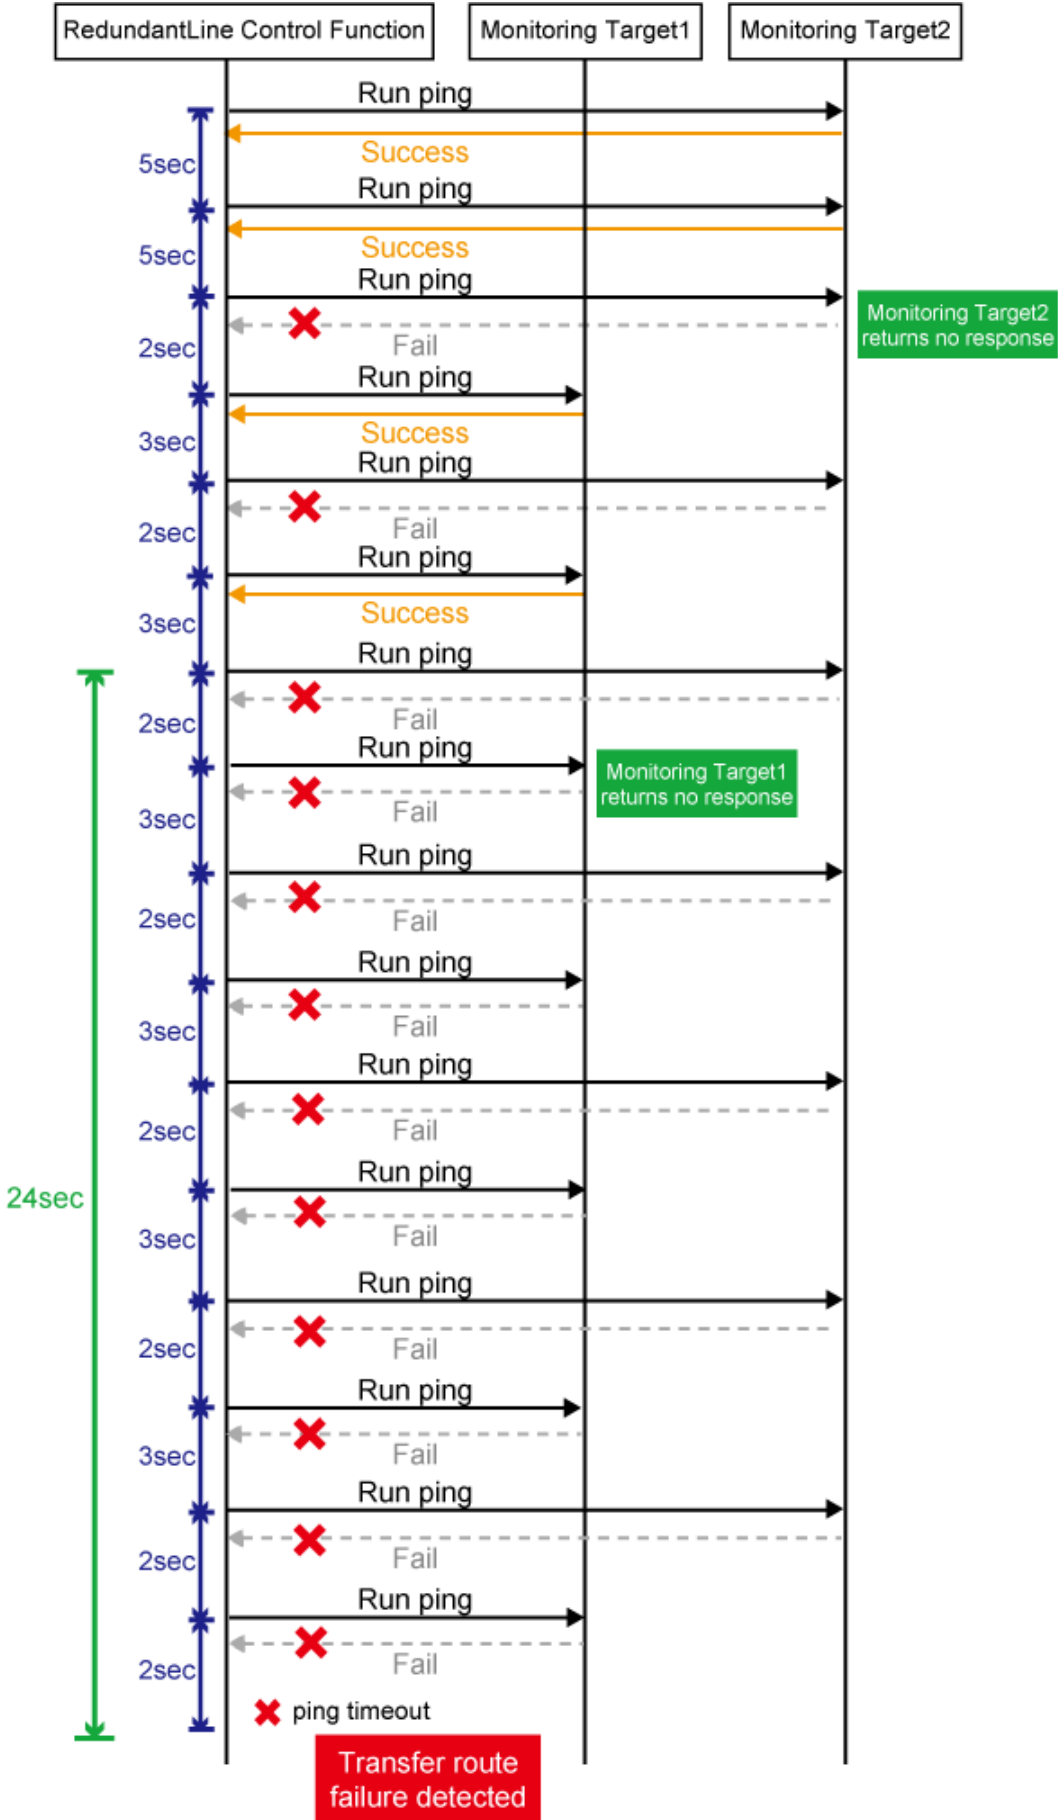 RedundantLine Control Function
Monitoring Target1
Monitoring Target2
Run ping
Success
5sec
Run ping
Success
5sec
Run ping
Monitoring Target2
returns no response
Fail
2sec
Run ping
Success
3sec
Run ping
Fail
2sec
Run ping
Success
3sec
Run ping
Fail
2sec
Run ping
Monitoring Target1
returns no response
Fail
3sec
Run ping
Fail
2sec
Run ping
Fail
3sec
Run ping
Fail
2sec
Run ping
24sec
Fail
3sec
Run ping
Fail
2sec
Run ping
Fail
3sec
Run ping
Fail
2sec
Run ping
Fail
2sec
ping timeout
Transfer route
failure detected